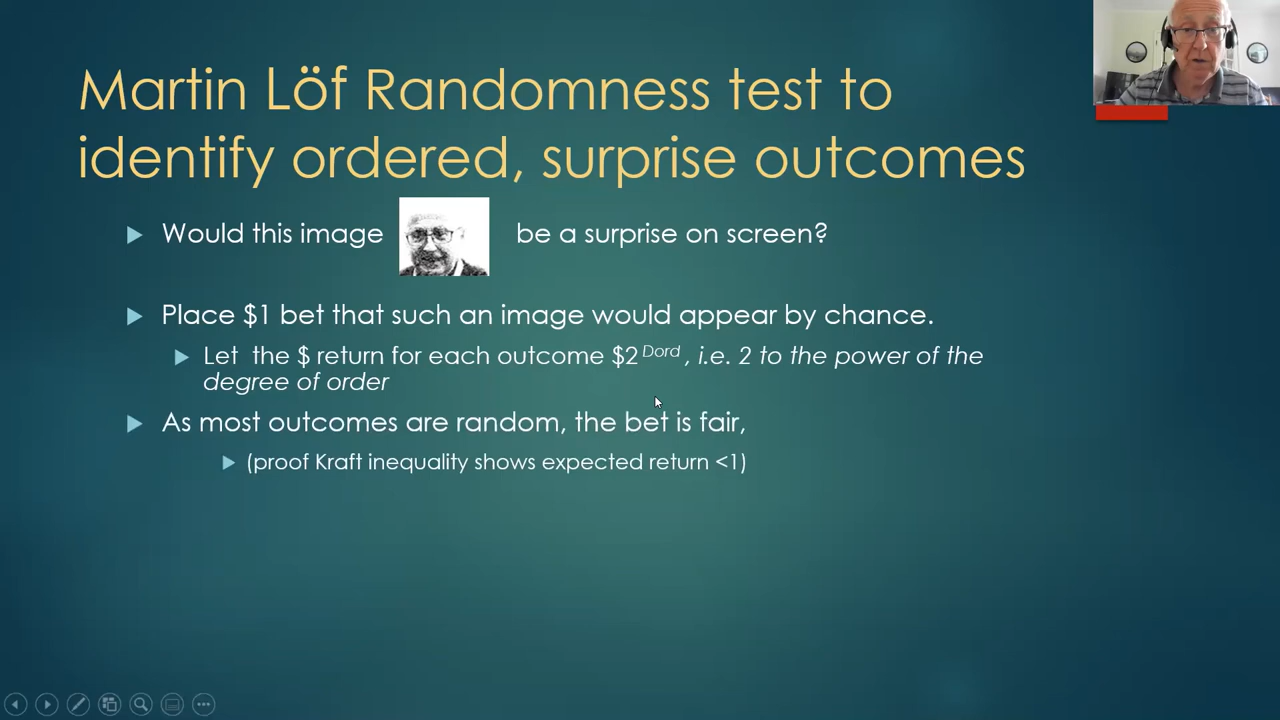 Martin Löf Randomness test to
identify ordered, surprise outcomes
Would this image be a surprise on screen?
Place $1 bet that such an image would appear by chance.
Let the $ return for each outcome $2 Dord , i.e. 2 to the power of the
degree of order
As most outcomes are random, the bet is fair,
(proof Kraft inequality shows expected return <1)